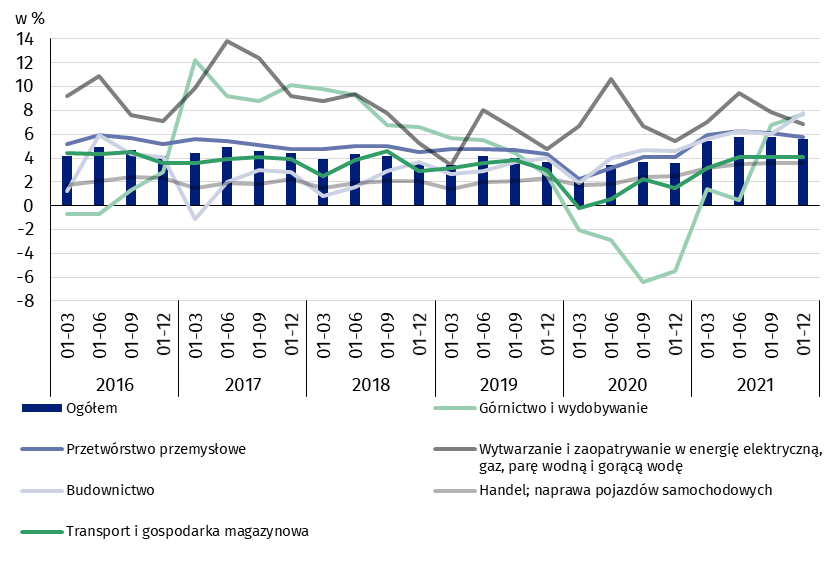 w %
14
12
10
8
6
4
2
0
-2
-4
-6
-8
01-03 01-06 01-09 01-12 01-03 01-06 01-09 01-12 01-03 01-06 01-09 01-12 01-03 01-06 01-09 01-12 01-03 01-06 01-09 01-12 01-03 01-06 01-09 01-12
2016 2017 2018 2019 2020 2021
Ogółem
Górnictwo i wydobywanie
Przetwórstwo przemysłowe
Wytwarzanie i zaopatrywanie w energię elektryczną,
gaz, parę wodną i gorącą wodę
Budownictwo
Handel; naprawa pojazdów samochodowych
Transport i gospodarka magazynowa